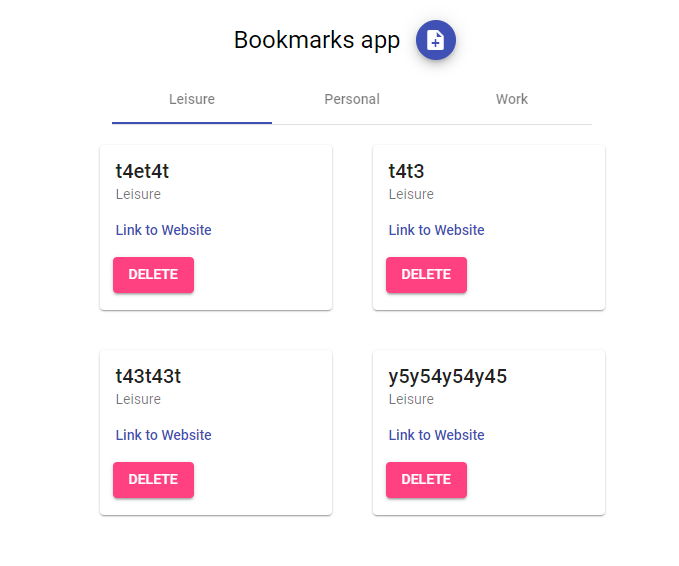 Bookmarks app
Leisure Personal Work
t4et4t
Leisure
Link to Website
DELETE
t4t3
Leisure
Link to Website
DELETE
t43t43t
Leisure
Link to Website
DELETE
y5y54y54y45
Leisure
Link to Website
DELETE